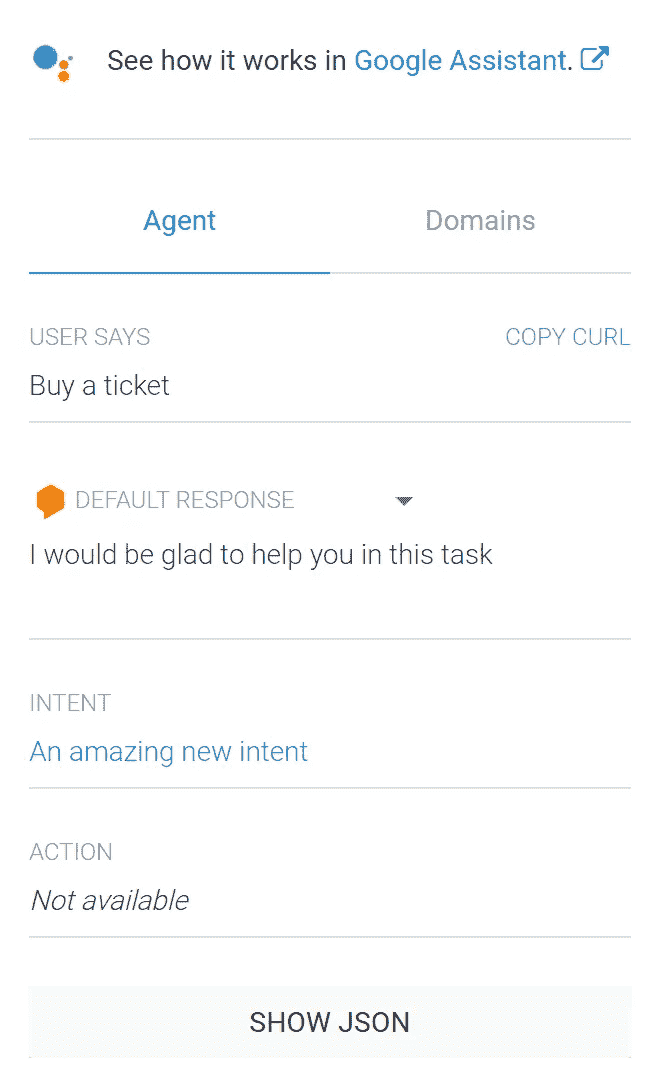 See how it works in Google Assistant.
Agent Domains
USER SAYS COPY CURL
Buy a ticket
DEFAULT RESPONSE
I would be glad to help you in this task
INTENT
An amazing new intent
ACTION
Not available
SHOW JSON